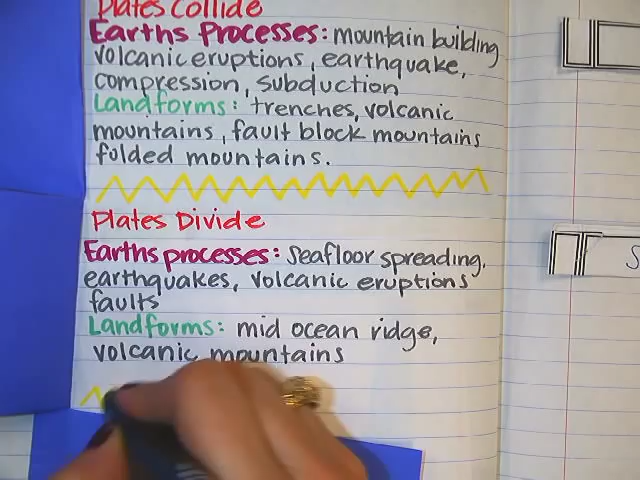 Plates Collide
Earths Processes: mountain building
volcanic eruptions, earthquake,
compression, subduction
Landforms: trenches, volcanic
mountains, fault block mountains
folded mountains.
Plates Divide
Earths processes: seafloor spreading,
earthquakes, volcanic eruptions
faults
Landforms: mid ocean ridge,
volcanic mountains